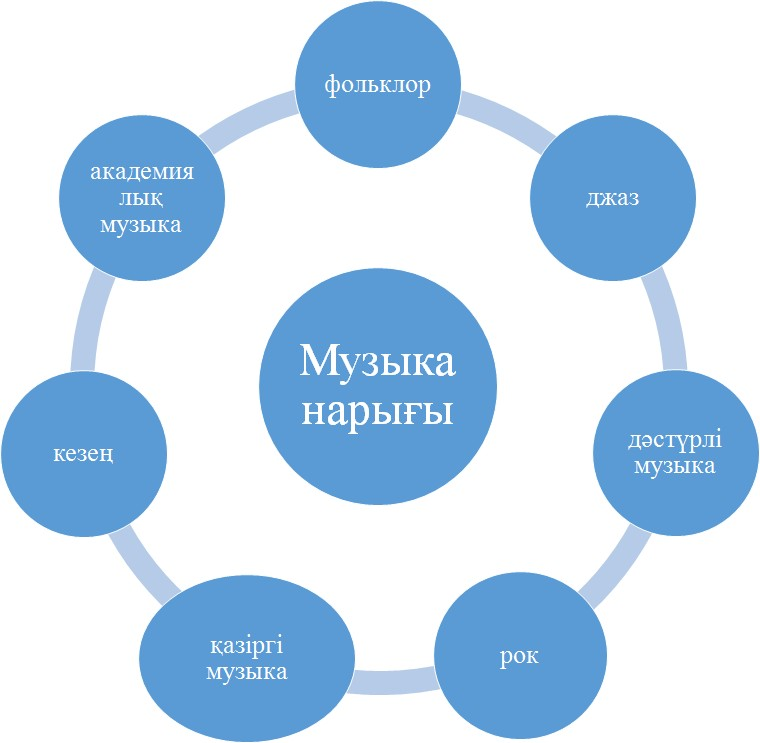 фольклор
джаз
дәстүрлі
музыка
рок
қазіргі
музыка
кезең
академия
лық
музыка
Музыка
нарығы